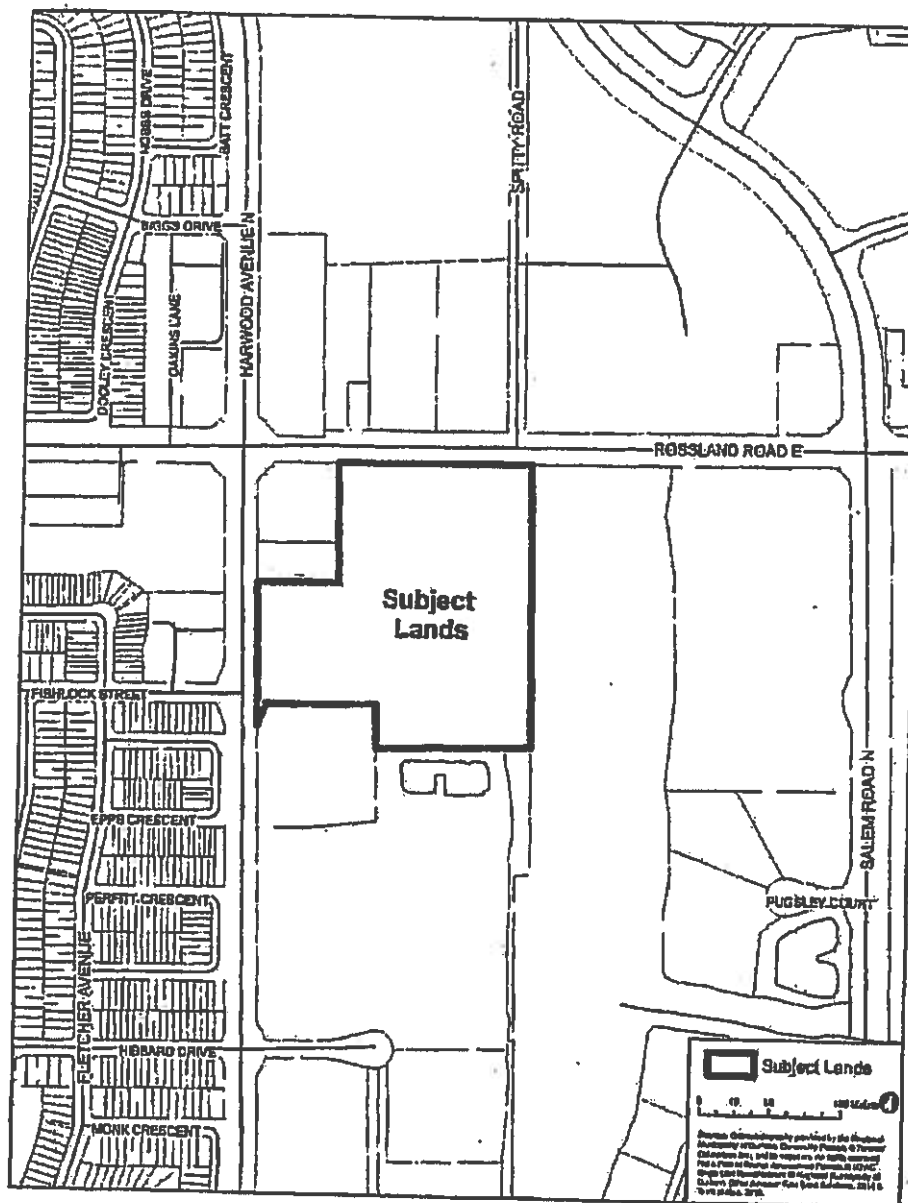 HOBBS DRIVE
BATT CRESCENT
BAGGS DRIVE
HARWOOD AVENUE N
SPITTY ROAD
DOOLEY CRESCENT
OAKINS LANE
ROSSLAND ROAD E
Subject
Lands
FISHLOCK STREET
EPPS CRESCENT
PERFITT CRESCENT
FLETCHER AVENUE
HIBBARD DRIVE
MONK CRESCENT
SALEM ROAD N
PUGSLEY COURT
Subject Lands